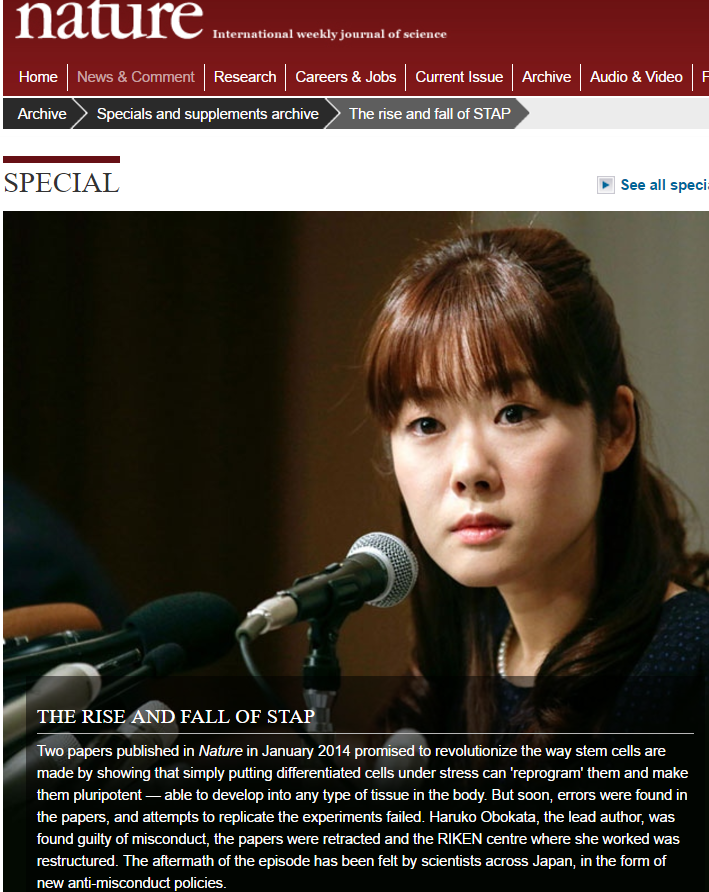 nature International weekly journal of science
Home News & Comment Research Careers & Jobs Current Issue Archive Audio & Video
Archive Specials and supplements archive The rise and fall of STAP
SPECIAL
See all specia
THE RISE AND FALL OF STAP
Two papers published in Nature in January 2014 promised to revolutionize the way stem cells are
made by showing that simply putting differentiated cells under stress can 'reprogram' them and make
them pluripotent — able to develop into any type of tissue in the body. But soon, errors were found in
the papers, and attempts to replicate the experiments failed. Haruko Obokata, the lead author, was
found guilty of misconduct, the papers were retracted and the RIKEN centre where she worked was
restructured. The aftermath of the episode has been felt by scientists across Japan, in the form of
new anti-misconduct policies.